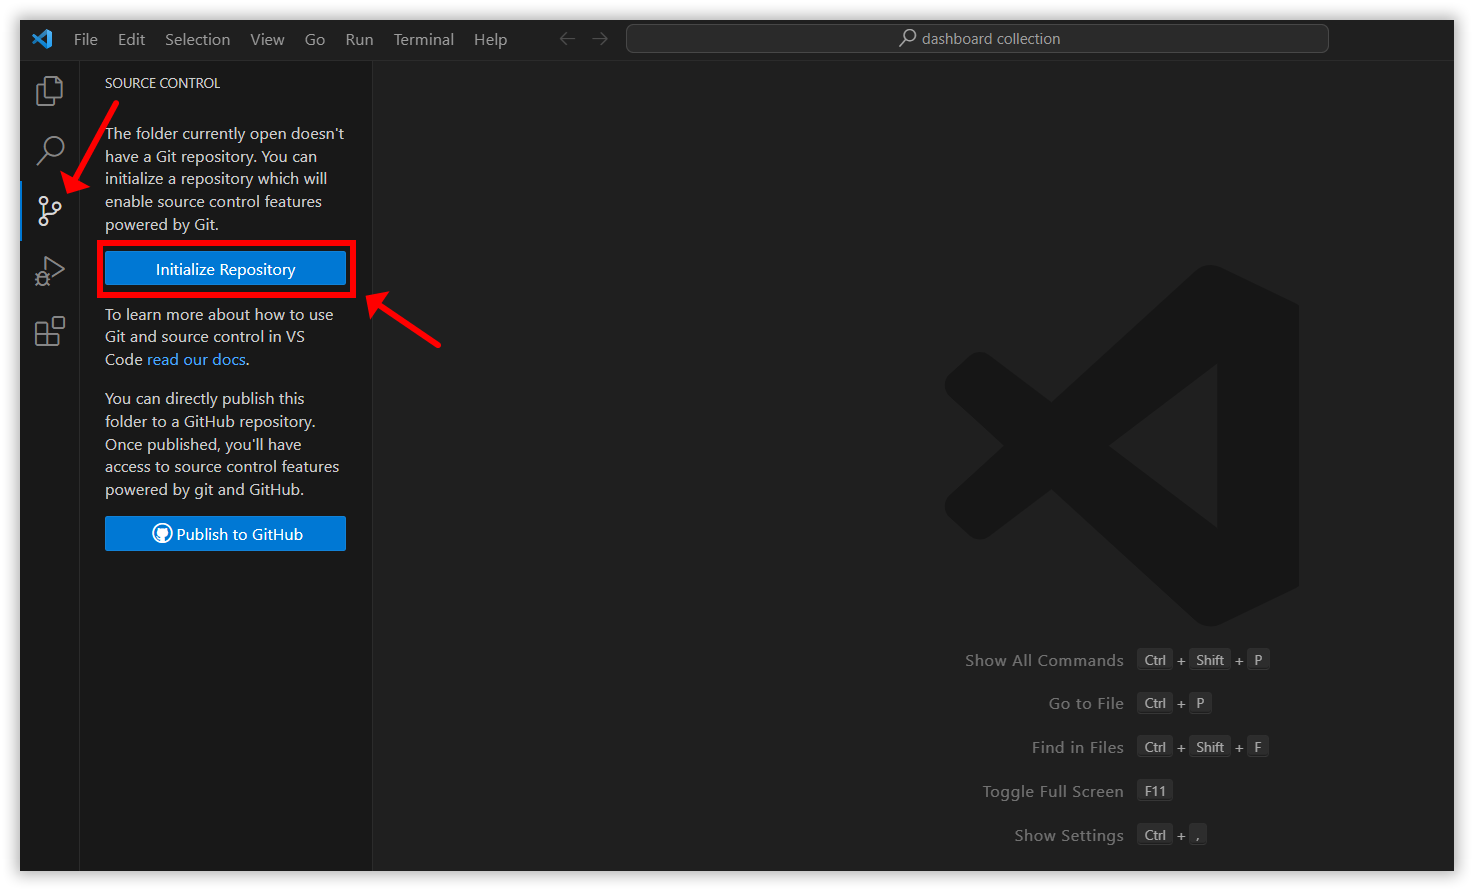 File Edit Selection View Go Run Terminal Help
dashboard collection
SOURCE CONTROL
The folder currently open doesn't
have a Git repository. You can
initialize a repository which will
enable source control features
powered by Git.
Initialize Repository
To learn more about how to use
Git and source control in VS
Code read our docs.
You can directly publish this
folder to a GitHub repository.
Once published, you'll have
access to source control features
powered by git and GitHub.
Publish to GitHub
Show All Commands Ctrl + Shift + P
Go to File Ctrl + P
Find in Files Ctrl + Shift + F
Toggle Full Screen F11
Show Settings Ctrl + ,